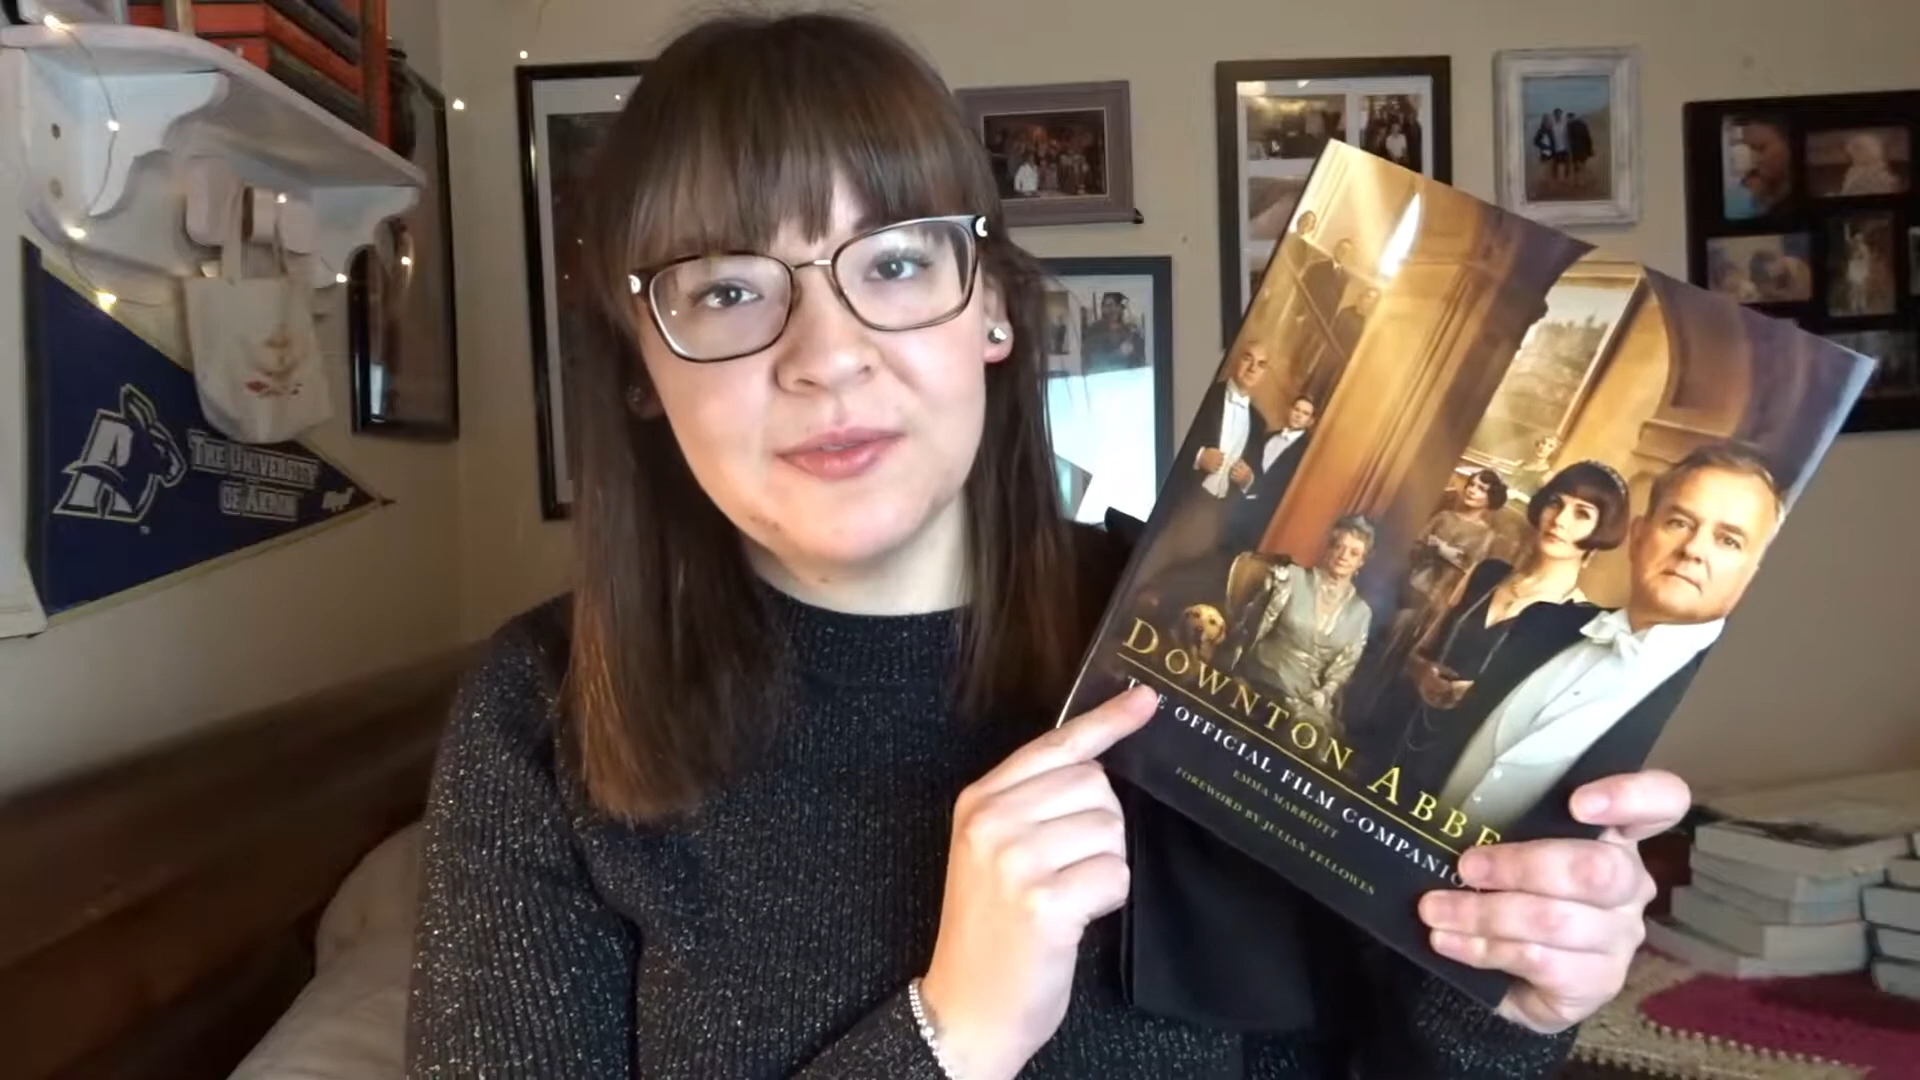 THE UNIVERSITY
OF AKRON
DOWNTON ABBE
THE OFFICIAL FILM COMPANIO
EMMA MARRIOTT
FOREWORD BY JULIAN FELLOWES